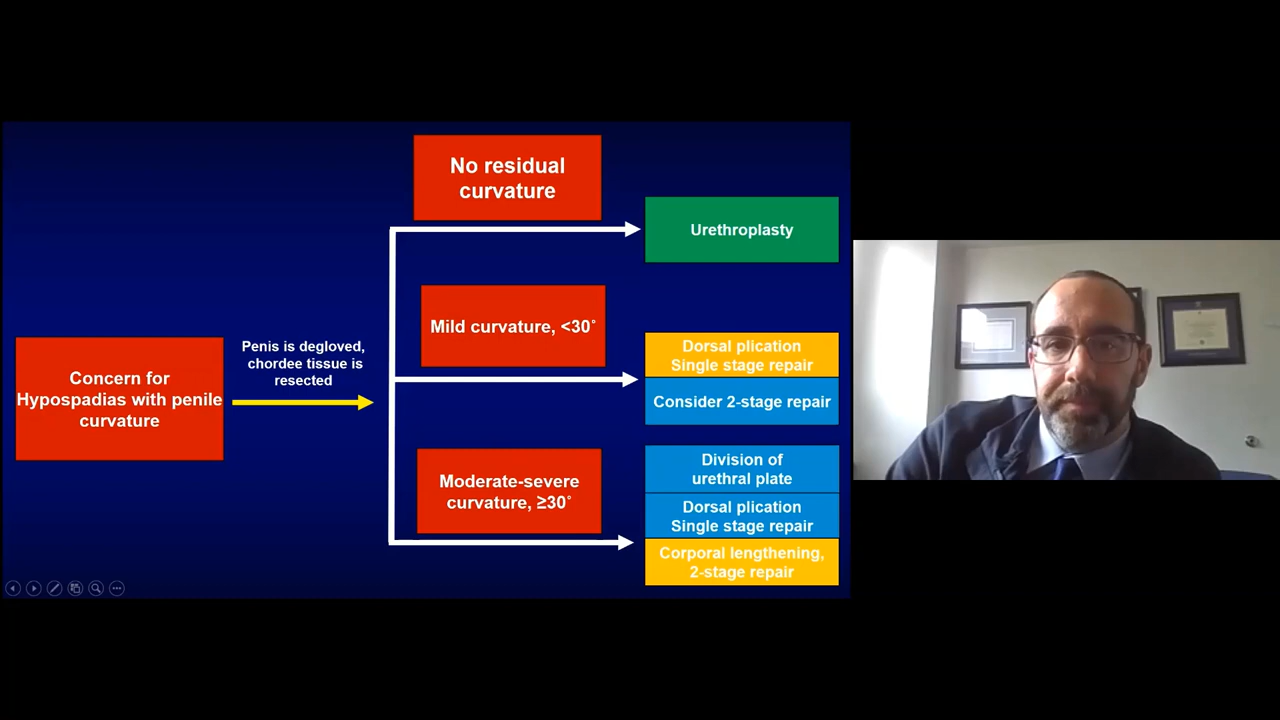 No residual
curvature
Urethroplasty
Mild curvature, <30˚
Dorsal plication
Single stage repair
Consider 2-stage repair
Concern for
Hypospadias with penile
curvature
Penis is degloved,
chordee tissue is
resected
Moderate-severe
curvature, ≥30˚
Division of
urethral plate
Dorsal plication
Single stage repair
Corporal lengthening,
2-stage repair